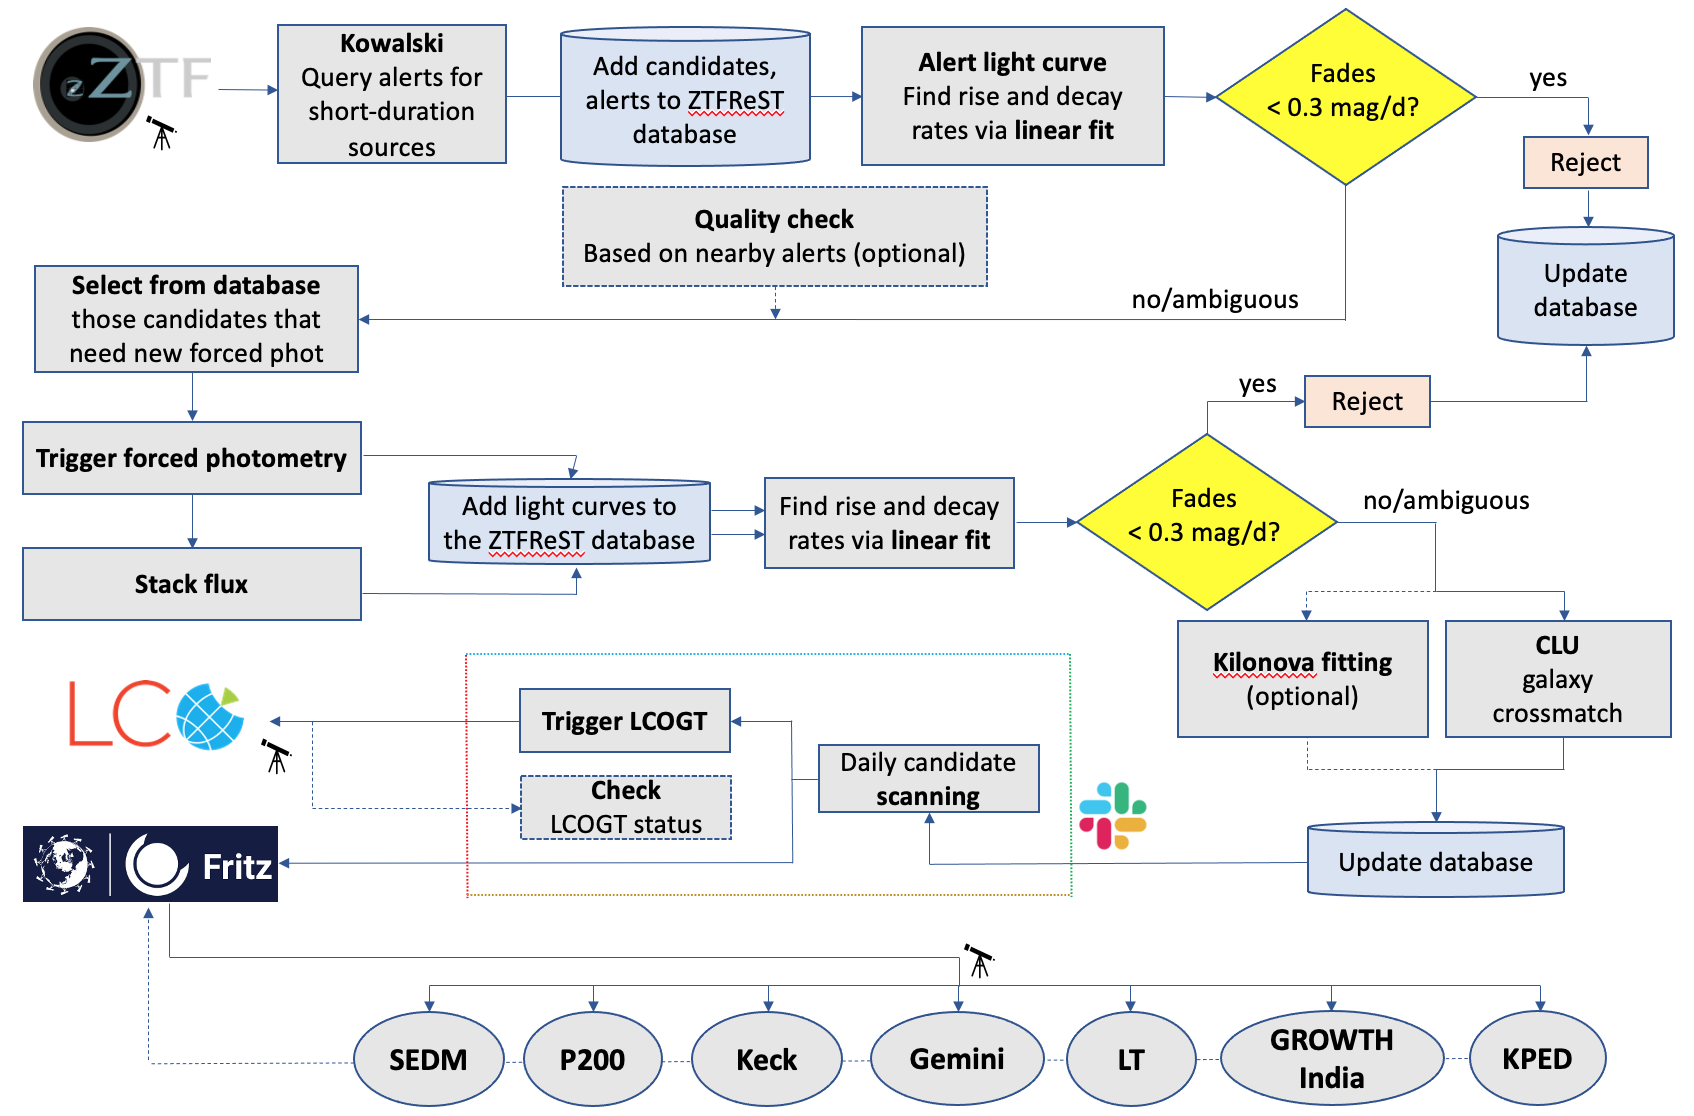 zZTF
Kowalski
Query alerts for
short-duration
sources
Add candidates,
alerts to ZTFReST
database
Alert light curve
Find rise and decay
rates via linear fit
Fades
< 0.3 mag/d?
yes
Reject
Update
database
Quality check
Based on nearby alerts (optional)
no/ambiguous
Select from database
those candidates that
need new forced phot
Trigger forced photometry
Stack flux
Add light curves to
the ZTFReST database
Find rise and decay
rates via linear fit
Fades
< 0.3 mag/d?
yes
Reject
no/ambiguous
Kilonova fitting
(optional)
CLU
galaxy
crossmatch
Update database
Daily candidate
scanning
Trigger LCOGT
Check
LCOGT status
LCO
Fritz
SEDM
P200
Keck
Gemini
LT
GROWTH
India
KPED